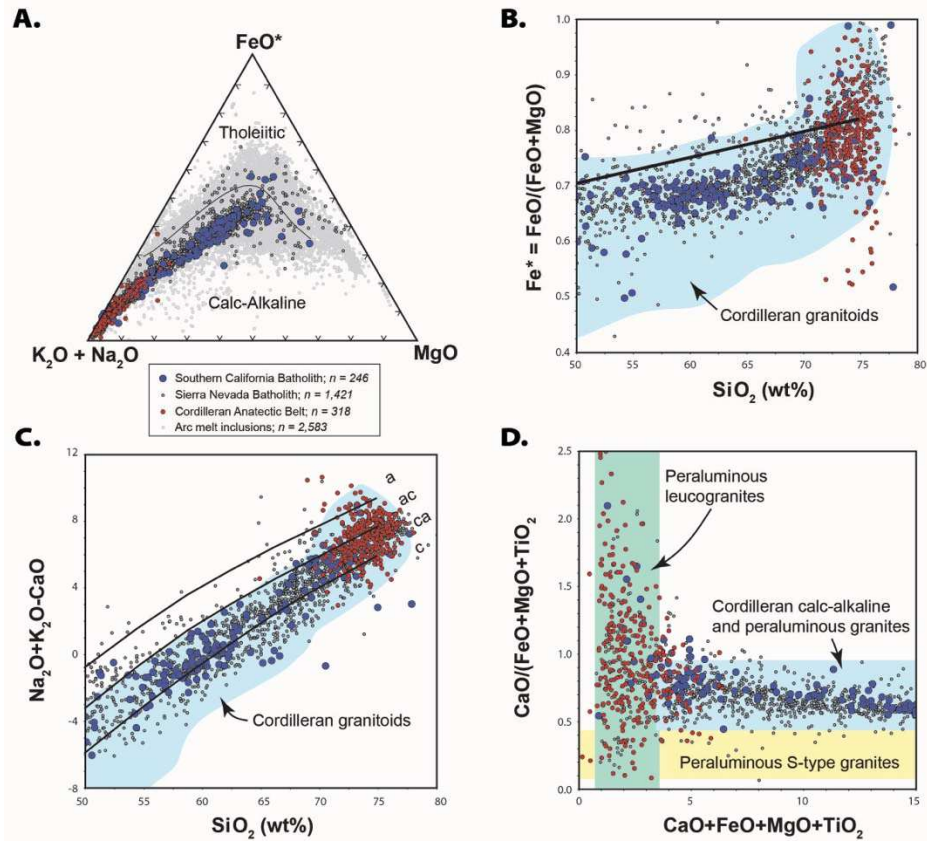 A.
FeO*
Tholeiitic
Calc-Alkaline
K₂O + Na₂O
MgO
Southern California Batholith; n = 246
Sierra Nevada Batholith; n = 1,421
Cordilleran Anatectic Belt; n = 318
Arc melt inclusions; n = 2,583
B.
1.0
0.9
0.8
0.7
0.6
0.5
0.4
Fe* = FeO/(FeO+MgO)
Cordilleran granitoids
50 55 60 65 70 75 80
SiO₂ (wt%)
C.
12
8
4
0
-4
-8
Na₂O+K₂O-CaO
a
ac
ca
c
Cordilleran granitoids
50 55 60 65 70 75 80
SiO₂ (wt%)
D.
2.5
2.0
1.5
1.0
0.5
0.0
CaO/(FeO+MgO+TiO₂)
Peraluminous
leucogranites
Cordilleran calc-alkaline
and peraluminous granites
Peraluminous S-type granites
0 5 10 15
CaO+FeO+MgO+TiO₂